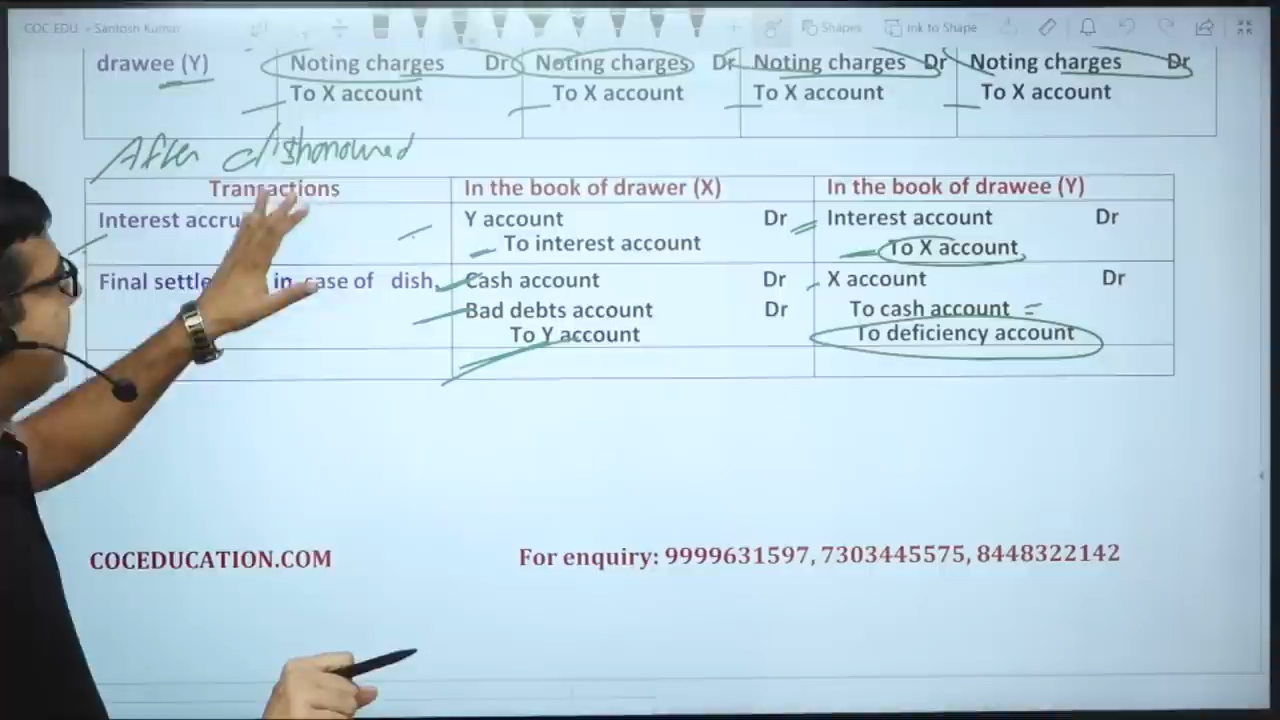 COC.EDU. - Santosh Kumar
Shapes
Ink to Shape
drawee (Y)
Noting charges Dr
To X account
Noting charges Dr
To X account
Noting charges Dr
To X account
Noting charges Dr
To X account
After dishonoured
Transactions
In the book of drawer (X)
In the book of drawee (Y)
Interest accru
Y account Dr
To interest account
Interest account Dr
To X account
Final settle in case of dish.
Cash account Dr
Bad debts account Dr
To Y account
X account Dr
To cash account
To deficiency account
COCEDUCATION.COM
For enquiry: 9999631597, 7303445575, 8448322142